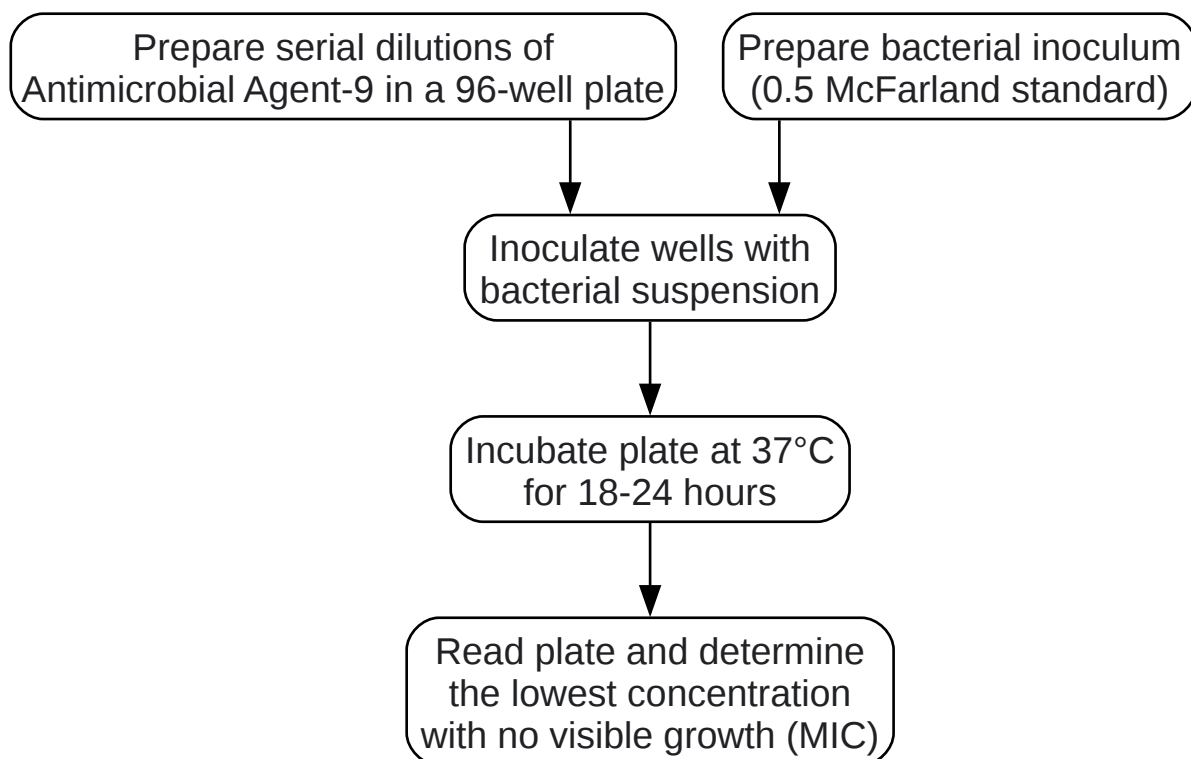 Prepare serial dilutions of
Antimicrobial Agent-9 in a 96-well plate
Prepare bacterial inoculum
(0.5 McFarland standard)
Inoculate wells with
bacterial suspension
Incubate plate at 37°C
for 18-24 hours
Read plate and determine
the lowest concentration
with no visible growth (MIC)